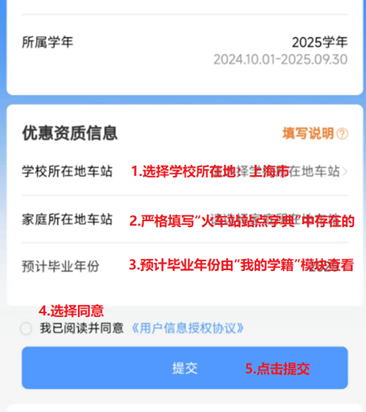 所属学年 2025学年
2024.10.01-2025.09.30
优惠资质信息 填写说明
学校所在地车站 1.选择学校所在地：上海市
家庭所在地车站 2.严格填写“火车站站点字典”中存在的
预计毕业年份 3.预计毕业年份由“我的学籍”模块查看
4.选择同意
我已阅读并同意《用户信息授权协议》
提交 5.点击提交